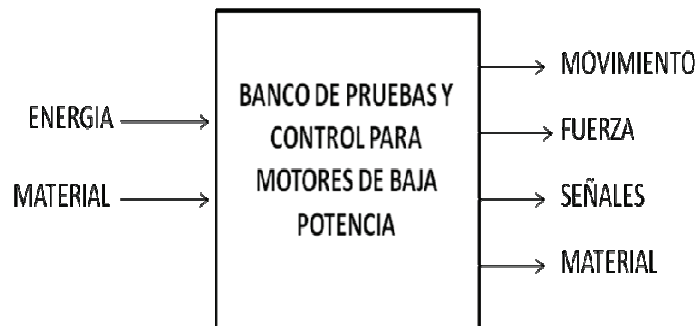 ENERGIA
MATERIAL
BANCO DE PRUEBAS Y
CONTROL PARA
MOTORES DE BAJA
POTENCIA
MOVIMIENTO
FUERZA
SEÑALES
MATERIAL